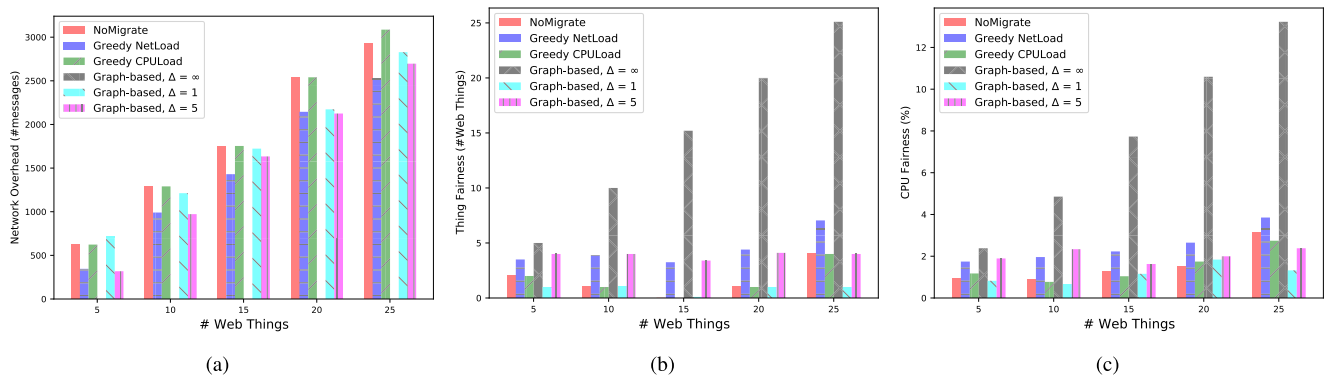 NoMigrate
Greedy NetLoad
Greedy CPULoad
Graph-based, Δ = ∞
Graph-based, Δ = 1
Graph-based, Δ = 5
3000
2500
2000
1500
1000
500
0
Network Overhead (#messages)
5 10 15 20 25
# Web Things
(a)
NoMigrate
Greedy NetLoad
Greedy CPULoad
Graph-based, Δ = ∞
Graph-based, Δ = 1
Graph-based, Δ = 5
25
20
15
10
5
0
Thing Fairness (#Web Things)
5 10 15 20 25
# Web Things
(b)
NoMigrate
Greedy NetLoad
Greedy CPULoad
Graph-based, Δ = ∞
Graph-based, Δ = 1
Graph-based, Δ = 5
12
10
8
6
4
2
0
CPU Fairness (%)
5 10 15 20 25
# Web Things
(c)